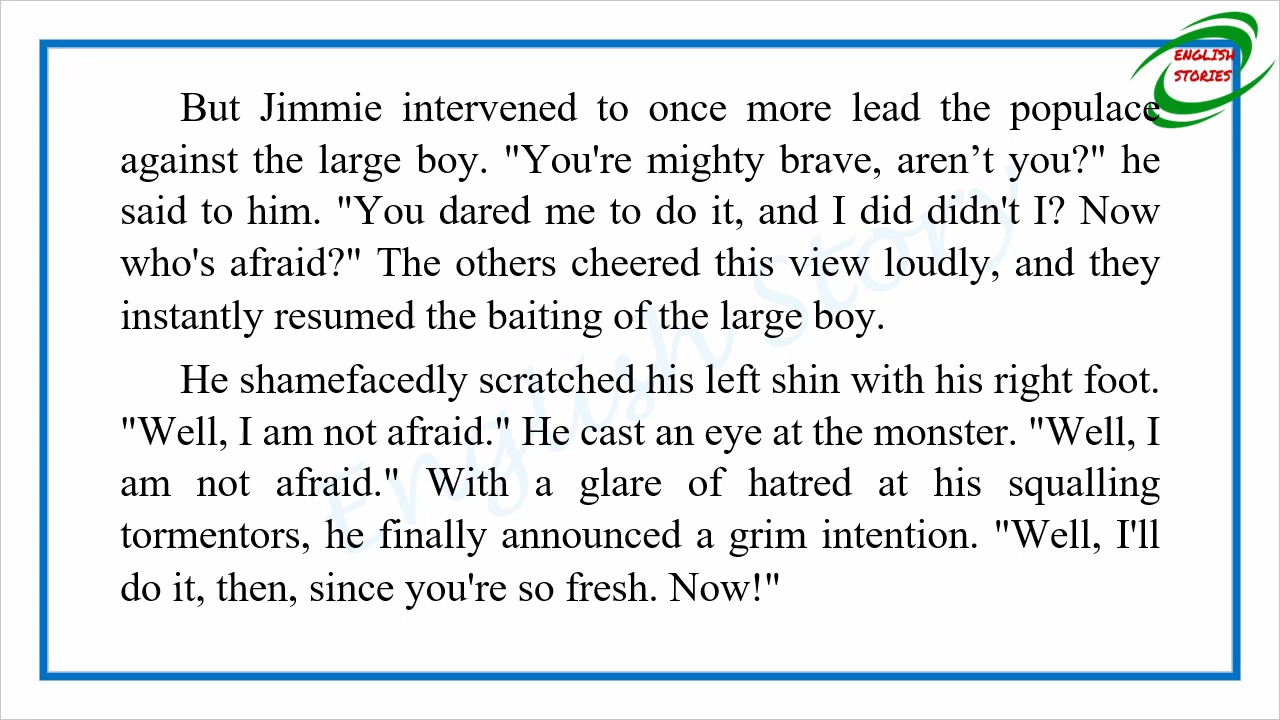 ENGLISH
STORIES
But Jimmie intervened to once more lead the populace
against the large boy. "You're mighty brave, aren’t you?" he
said to him. "You dared me to do it, and I did didn't I? Now
who's afraid?" The others cheered this view loudly, and they
instantly resumed the baiting of the large boy.
He shamefacedly scratched his left shin with his right foot.
"Well, I am not afraid." He cast an eye at the monster. "Well, I
am not afraid." With a glare of hatred at his squalling
tormentors, he finally announced a grim intention. "Well, I'll
do it, then, since you're so fresh. Now!"
English Story